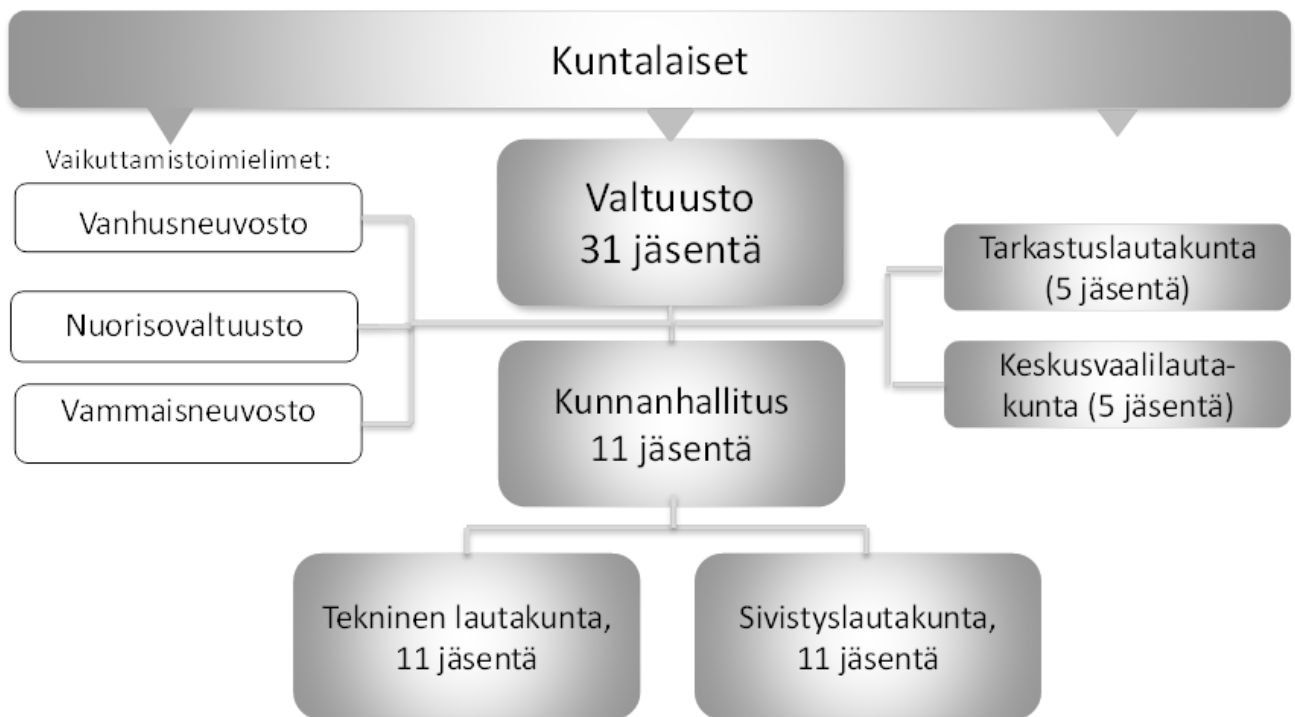 Kuntalaiset
Vaikuttamistoimielimet:
Vanhusneuvosto
Nuorisovaltuusto
Vammaisneuvosto
Valtuusto
31 jäsentä
Kunnanhallitus
11 jäsentä
Tarkastuslautakunta
(5 jäsentä)
Keskusvaalilauta-
kunta (5 jäsentä)
Tekninen lautakunta,
11 jäsentä
Sivistyslautakunta,
11 jäsentä